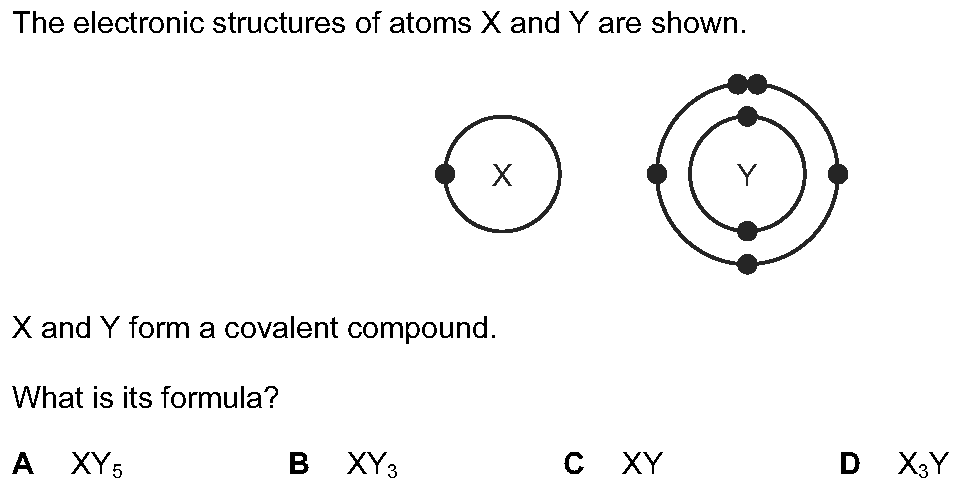 The electronic structures of atoms X and Y are shown.
X Y
X and Y form a covalent compound.
What is its formula?
A XY₅ B XY₃ C XY D X₃Y